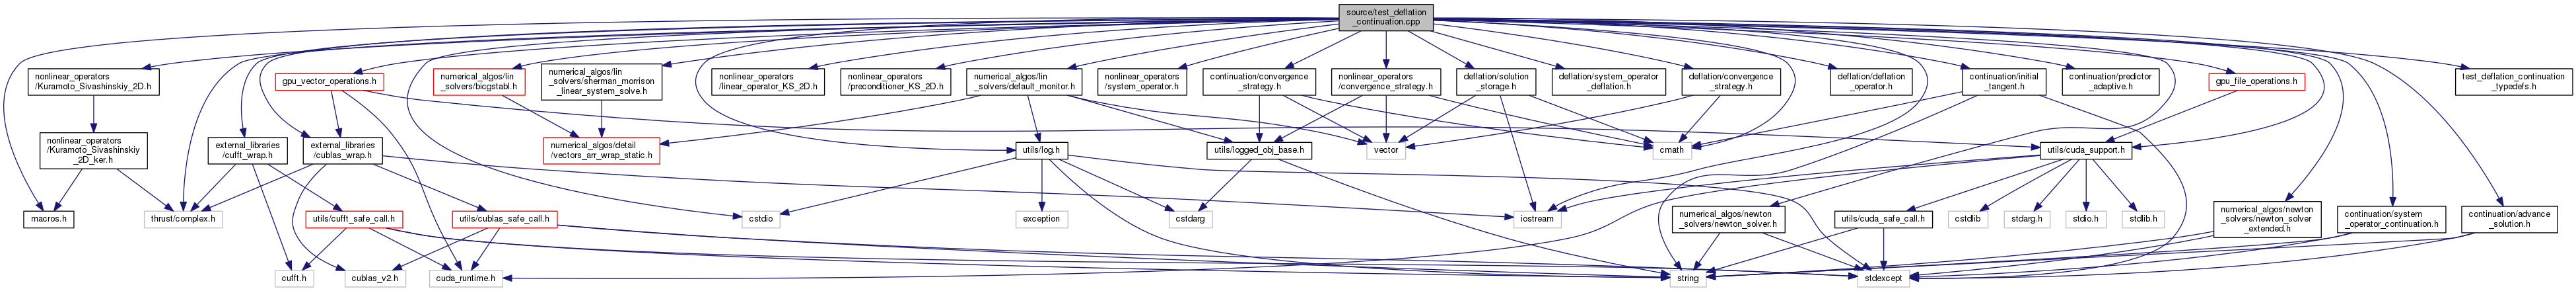 source/test_deflation
_continuation.cpp
nonlinear_operators
/Kuramoto_Sivashinskiy_2D.h
gpu_vector_operations.h
numerical_algos/lin
_solvers/bicgstabl.h
numerical_algos/lin
_solvers/sherman_morrison
_linear_system_solve.h
nonlinear_operators
/linear_operator_KS_2D.h
nonlinear_operators
/preconditioner_KS_2D.h
numerical_algos/lin
_solvers/default_monitor.h
nonlinear_operators
/system_operator.h
continuation/convergence
_strategy.h
nonlinear_operators
/convergence_strategy.h
deflation/solution
_storage.h
deflation/system_operator
_deflation.h
deflation/convergence
_strategy.h
deflation/deflation
_operator.h
continuation/initial
_tangent.h
continuation/predictor
_adaptive.h
gpu_file_operations.h
test_deflation_continuation
_typedefs.h
nonlinear_operators
/Kuramoto_Sivashinskiy
_2D_ker.h
external_libraries
/cufft_wrap.h
external_libraries
/cublas_wrap.h
numerical_algos/detail
/vectors_arr_wrap_static.h
utils/log.h
utils/logged_obj_base.h
vector
cmath
utils/cuda_support.h
macros.h
thrust/complex.h
utils/cufft_safe_call.h
utils/cublas_safe_call.h
cstdio
exception
cstdarg
iostream
numerical_algos/newton
_solvers/newton_solver.h
utils/cuda_safe_call.h
cstdlib
stdarg.h
stdio.h
stdlib.h
numerical_algos/newton
_solvers/newton_solver
_extended.h
continuation/system
_operator_continuation.h
continuation/advance
_solution.h
cufft.h
cublas_v2.h
cuda_runtime.h
string
stdexcept